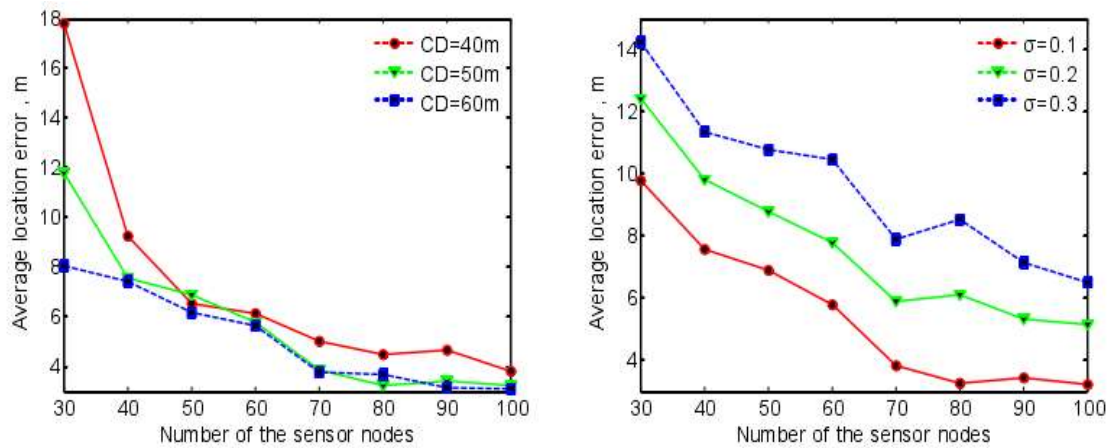 18
16
14
12
10
8
6
4
Average location error , m
CD=40m
CD=50m
CD=60m
30 40 50 60 70 80 90 100
Number of the sensor nodes
14
12
10
8
6
4
Average location error , m
σ=0.1
σ=0.2
σ=0.3
30 40 50 60 70 80 90 100
Number of the sensor nodes